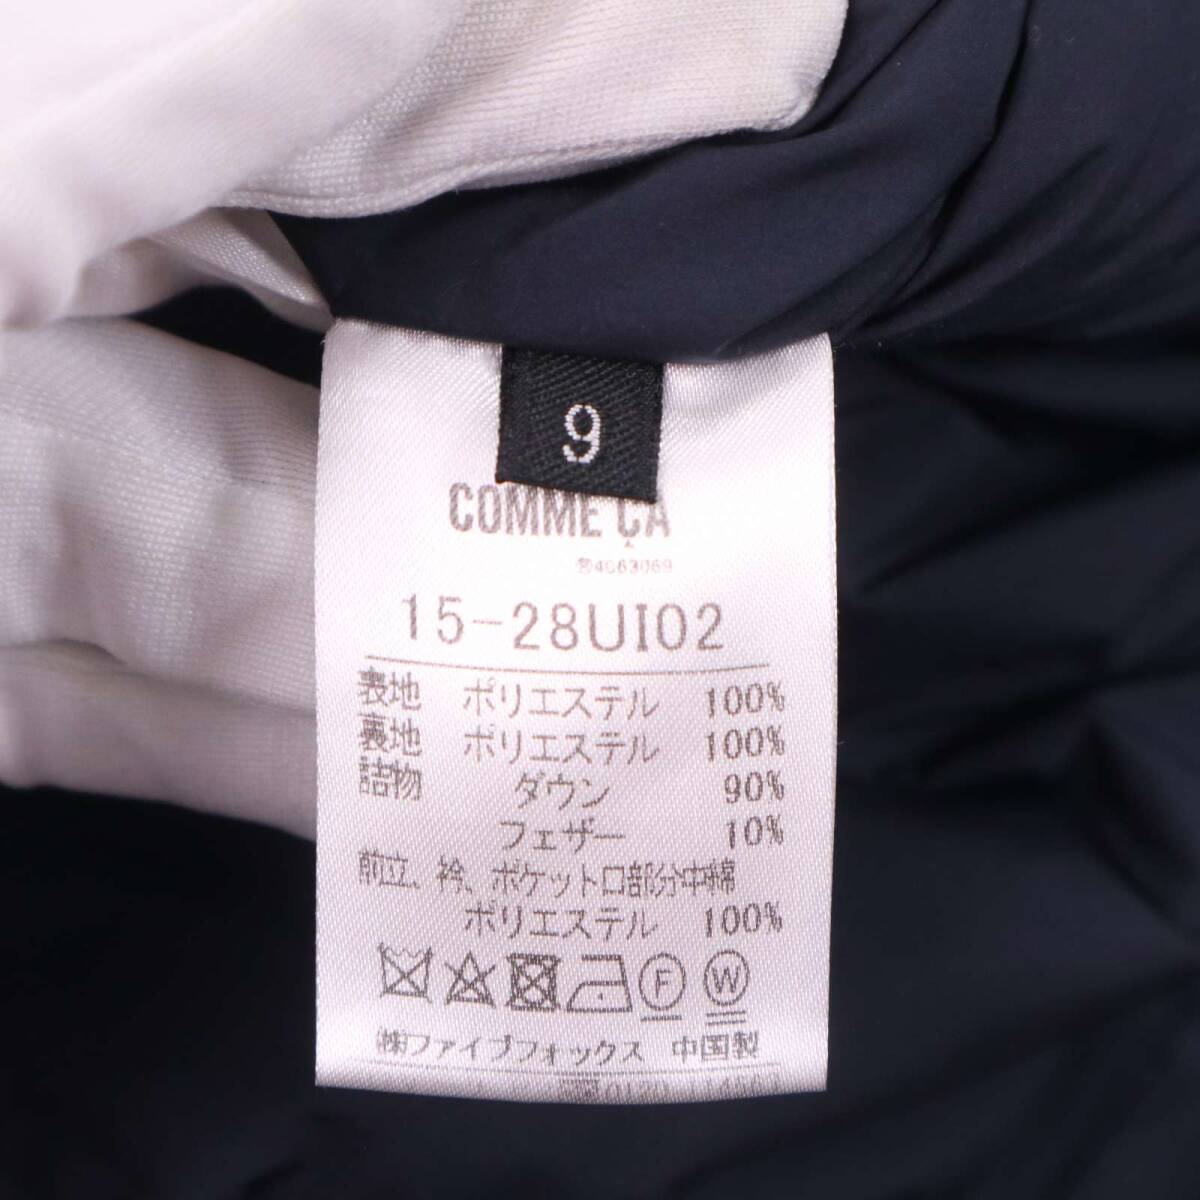 9
COMME ÇA
4063069
15-28UI02
表地 ポリエステル 100%
裏地 ポリエステル 100%
詰物 ダウン 90%
フェザー 10%
前立、衿、ポケット口部分中綿
ポリエステル 100%
F W
㈱ファイブフォックス 中国製
0120-114563